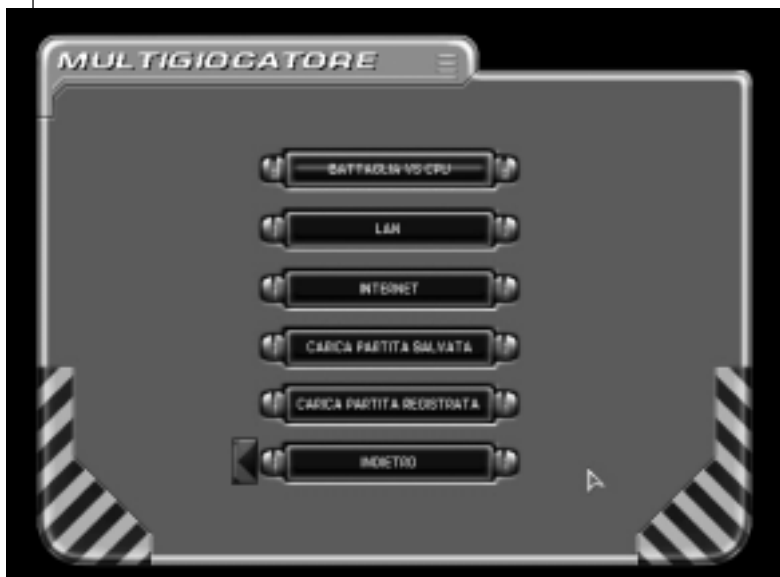 MULTIGIOCATORE
BATTAGLIA VS CPU
LAN
INTERNET
CARICA PARTITA SALVATA
CARICA PARTITA REGISTRATA
INDIETRO